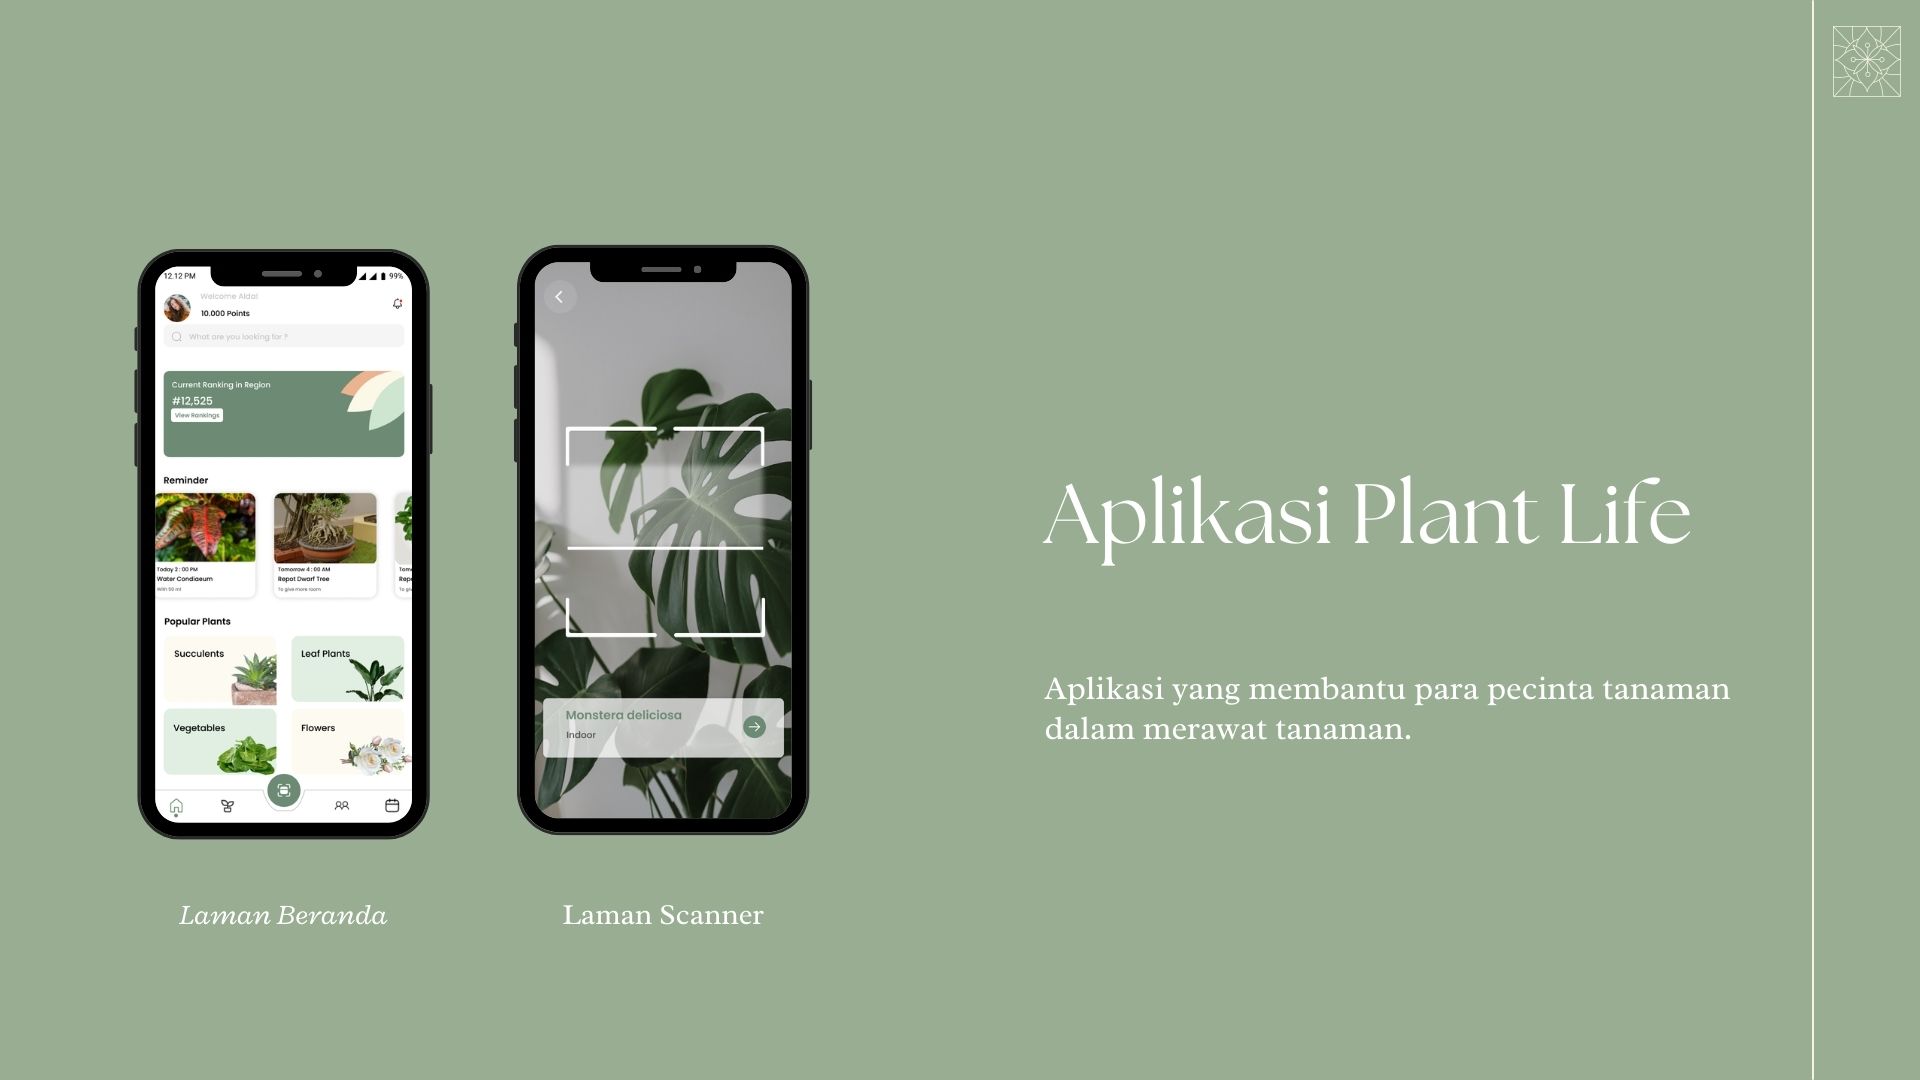 12.12 PM
99%
Welcome Alda!
10.000 Points
What are you looking for ?
Current Ranking in Region
#12,525
View Rankings
Reminder
Today 2 : 00 PM
Water Condiaeum
With 50 ml
Tomorrow 4 : 00 AM
Repot Dwarf Tree
To give more room
Popular Plants
Succulents
Leaf Plants
Vegetables
Flowers
Laman Beranda
Monstera deliciosa
Indoor
Laman Scanner
Aplikasi Plant Life
Aplikasi yang membantu para pecinta tanaman
dalam merawat tanaman.